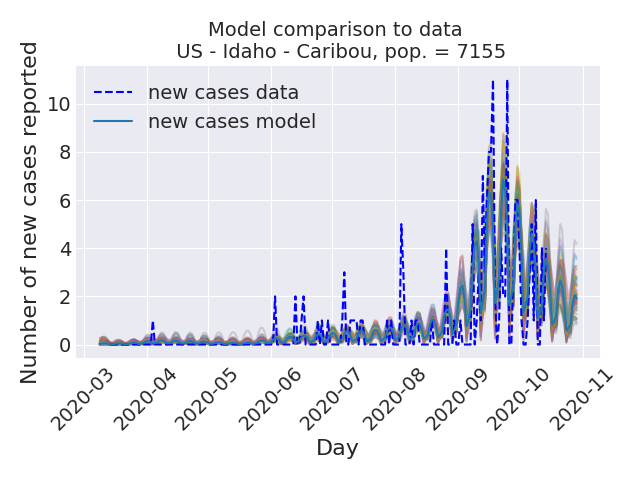 Model comparison to data
US - Idaho - Caribou, pop. = 7155
Number of new cases reported
10
8
6
4
2
0
new cases data
new cases model
2020-03
2020-04
2020-05
2020-06
2020-07
2020-08
2020-09
2020-10
2020-11
Day